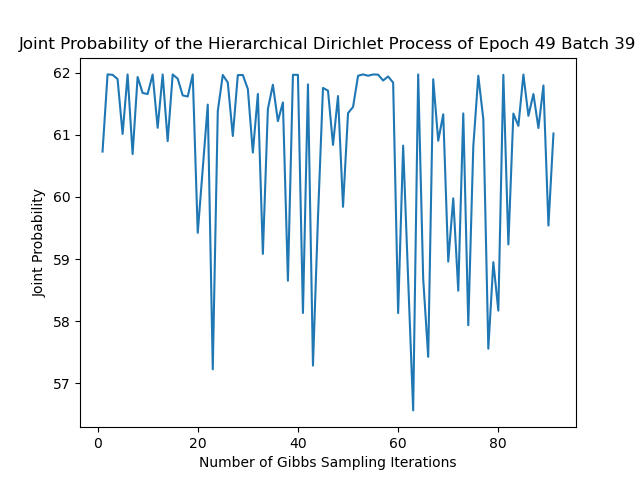 Joint Probability of the Hierarchical Dirichlet Process of Epoch 49 Batch 39
62
61
60
59
58
57
Joint Probability
0 20 40 60 80
Number of Gibbs Sampling Iterations